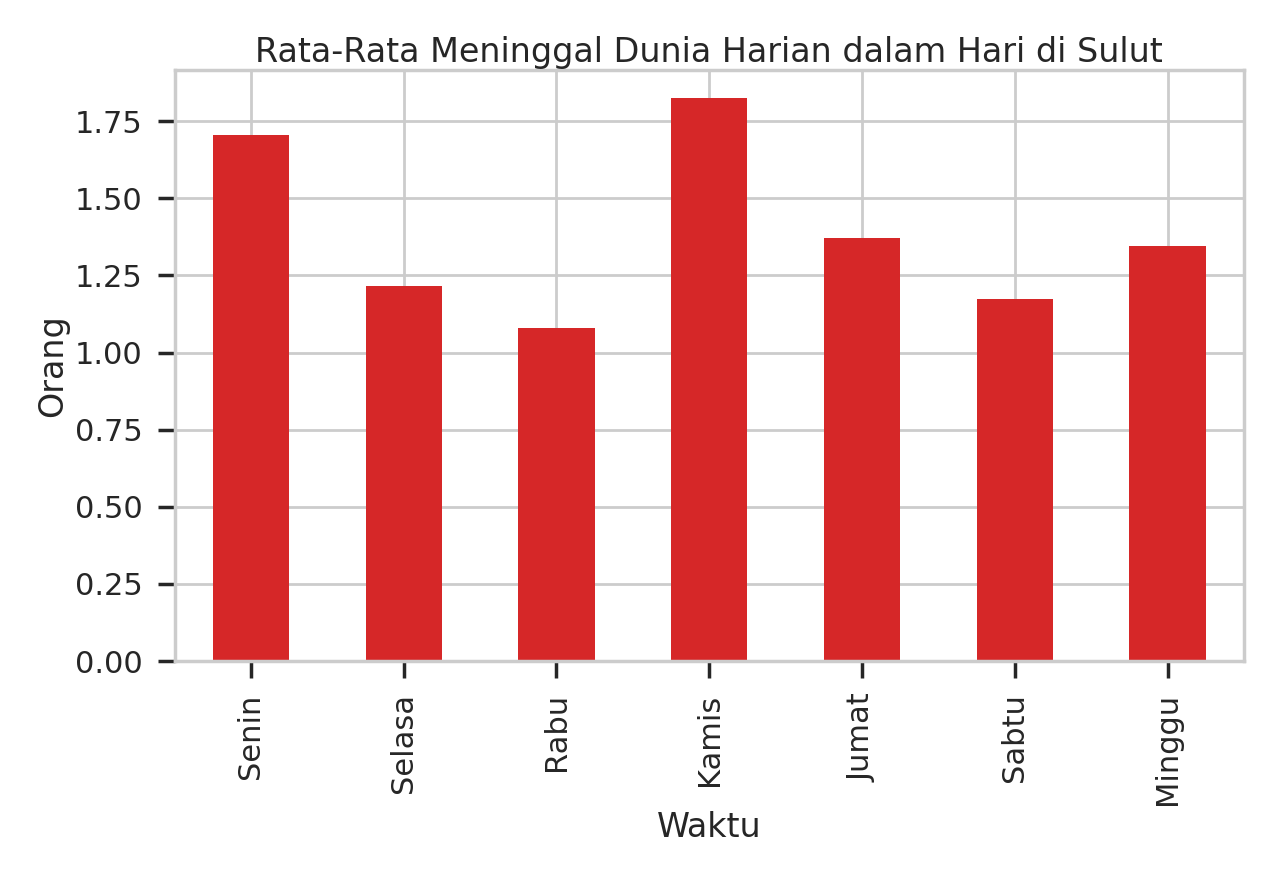 Rata-Rata Meninggal Dunia Harian dalam Hari di Sulut
Orang
1.75
1.50
1.25
1.00
0.75
0.50
0.25
0.00
Senin
Selasa
Rabu
Kamis
Jumat
Sabtu
Minggu
Waktu